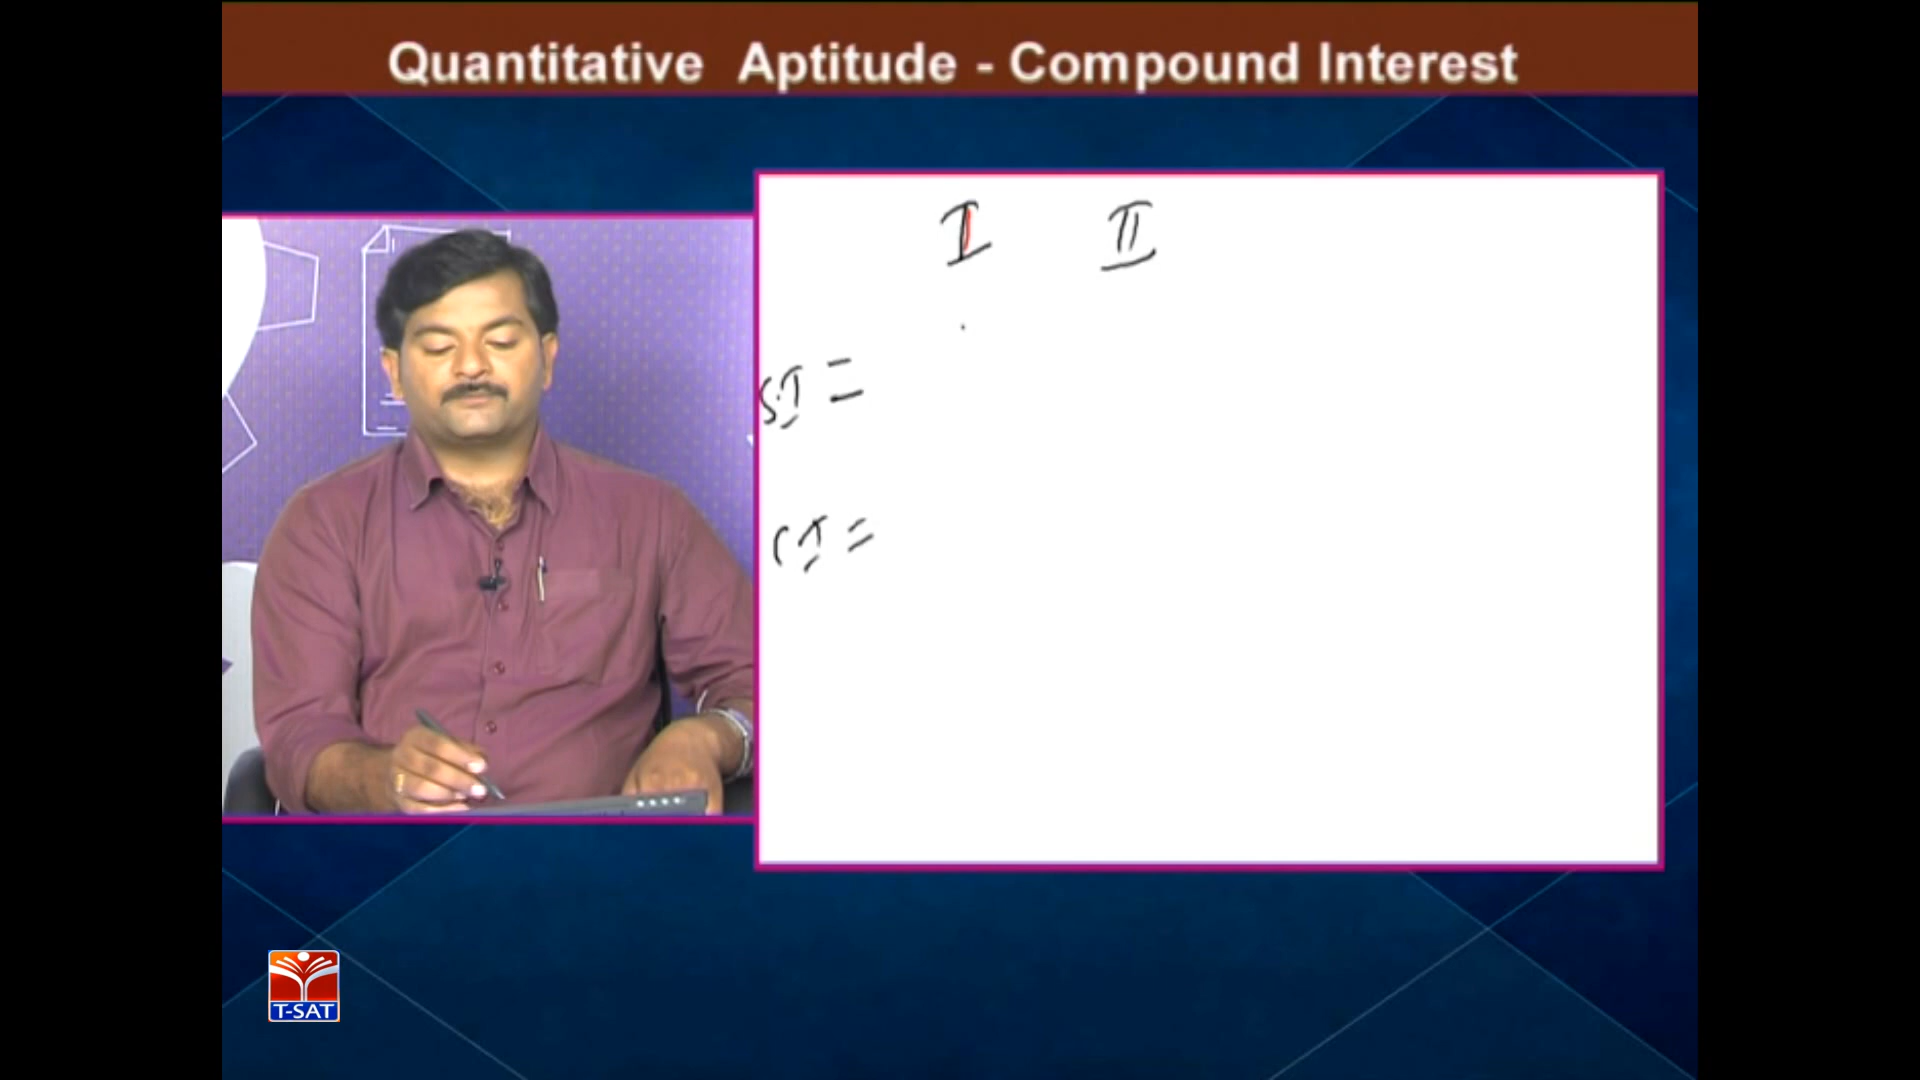 Quantitative Aptitude - Compound Interest
I II
S.I =
C I =
T-SAT